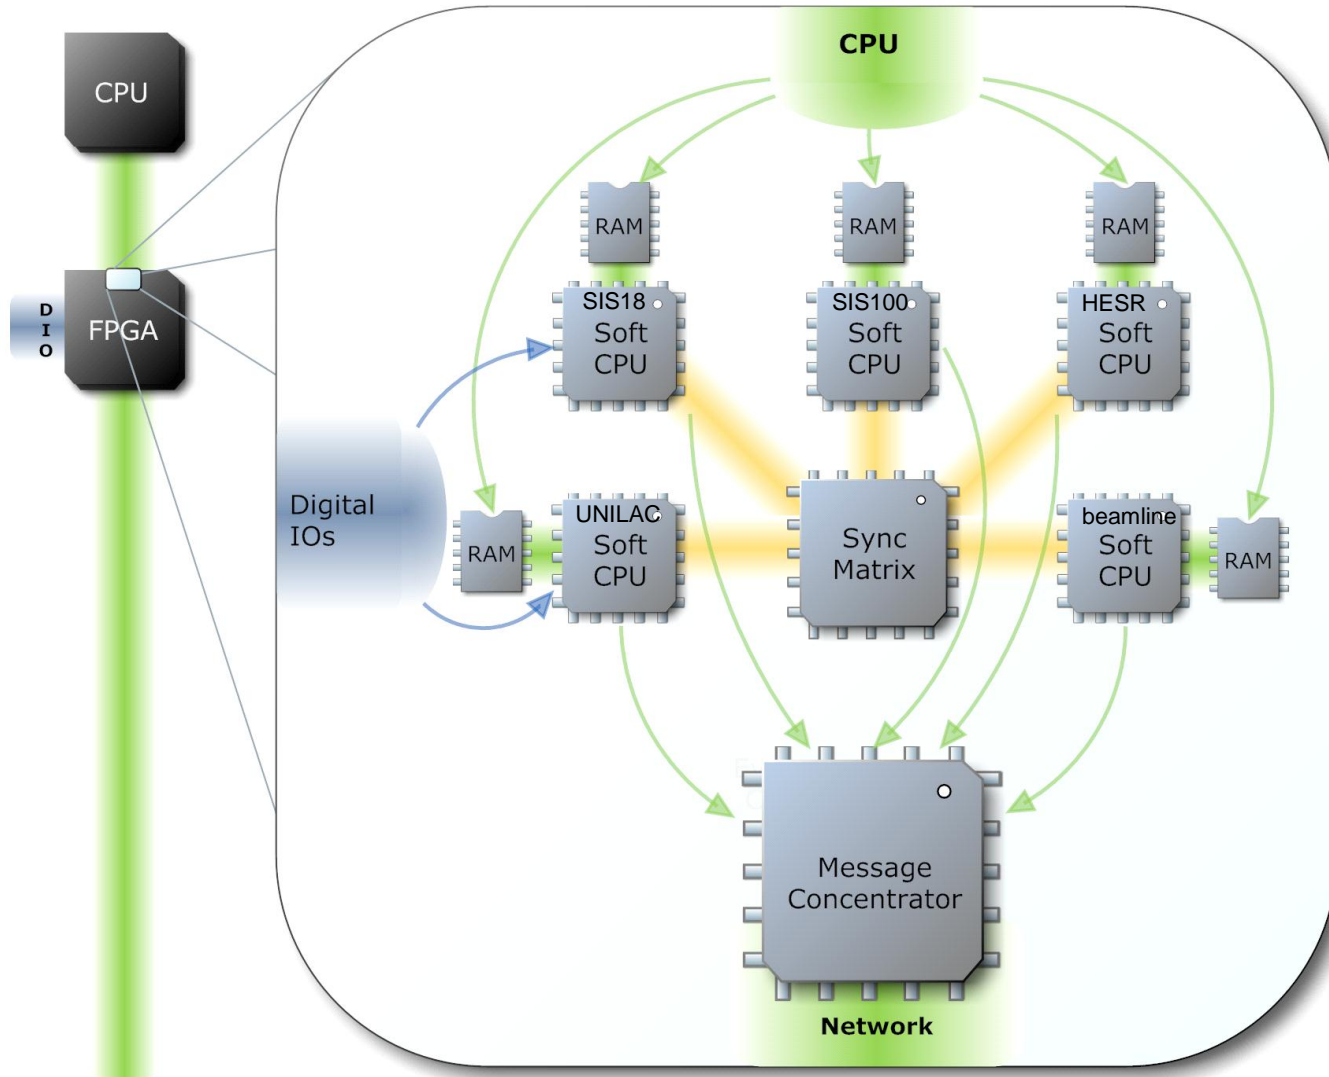 CPU
CPU
RAM
RAM
RAM
SIS18
Soft
CPU
SIS100
Soft
CPU
HESR
Soft
CPU
D
I
O
FPGA
Digital
IOs
RAM
UNILAC
Soft
CPU
Sync
Matrix
beamline
Soft
CPU
RAM
Message
Concentrator
Network